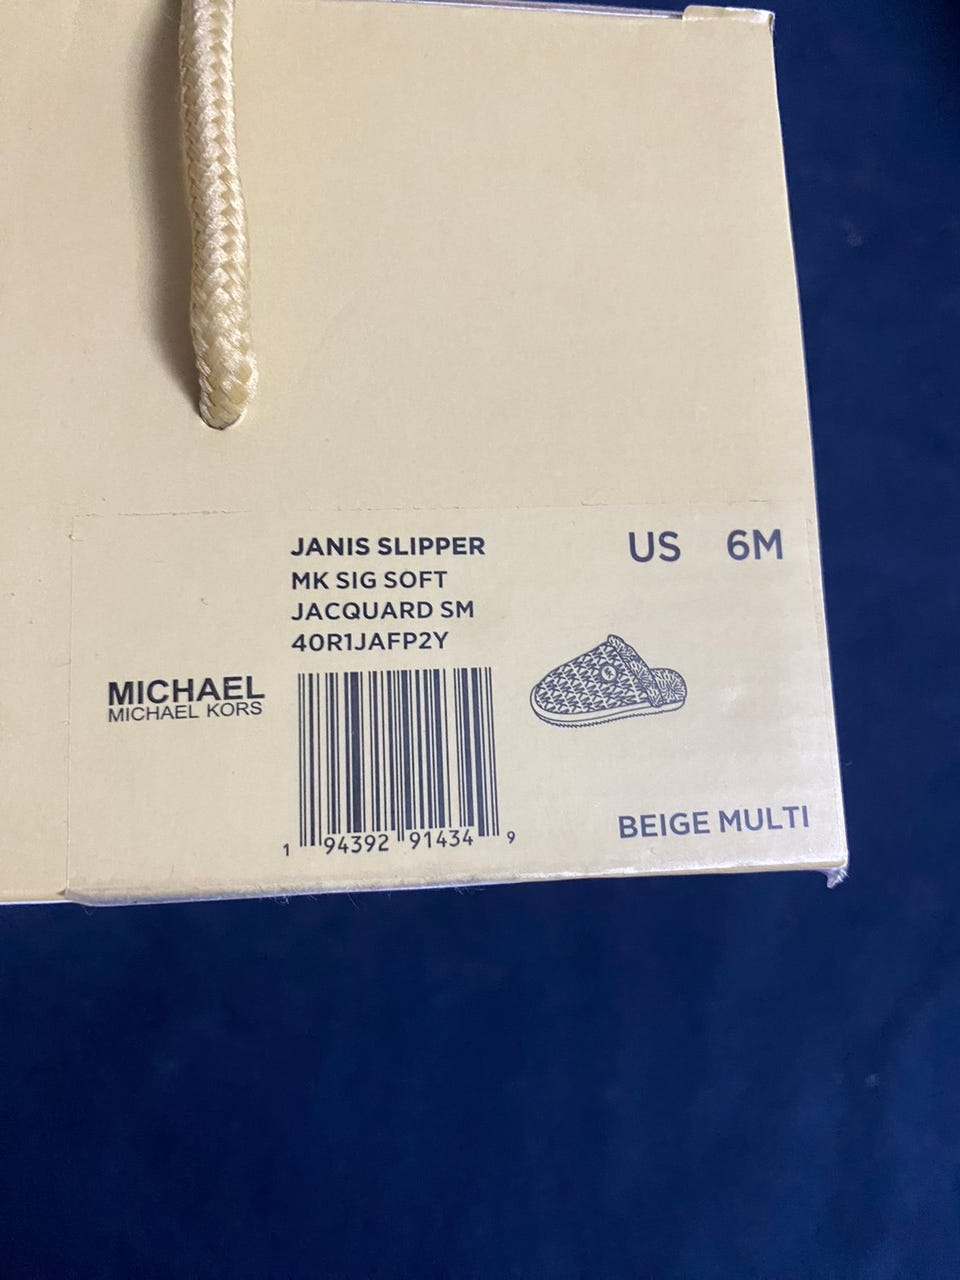 JANIS SLIPPER
MK SIG SOFT
JACQUARD SM
40R1JAFP2Y
US 6M
MICHAEL
MICHAEL KORS
1 94392 91434 9
BEIGE MULTI